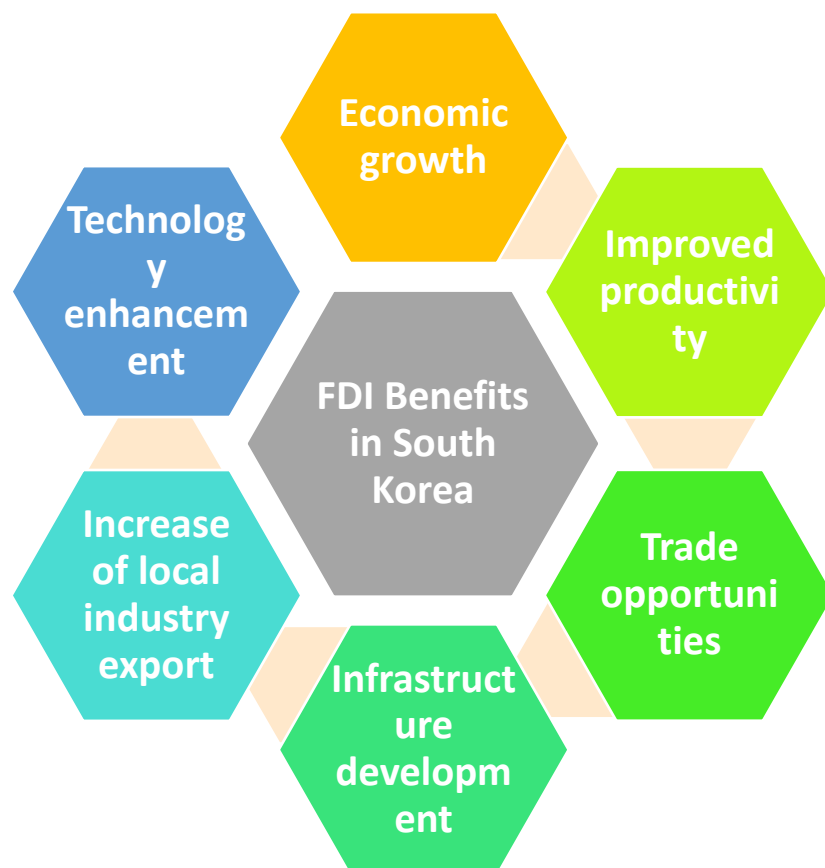 Economic
growth
Improved
productivi
ty
Trade
opportuni
ties
Infrastruct
ure
developm
ent
Increase
of local
industry
export
Technolog
y
enhancem
ent
FDI Benefits
in South
Korea